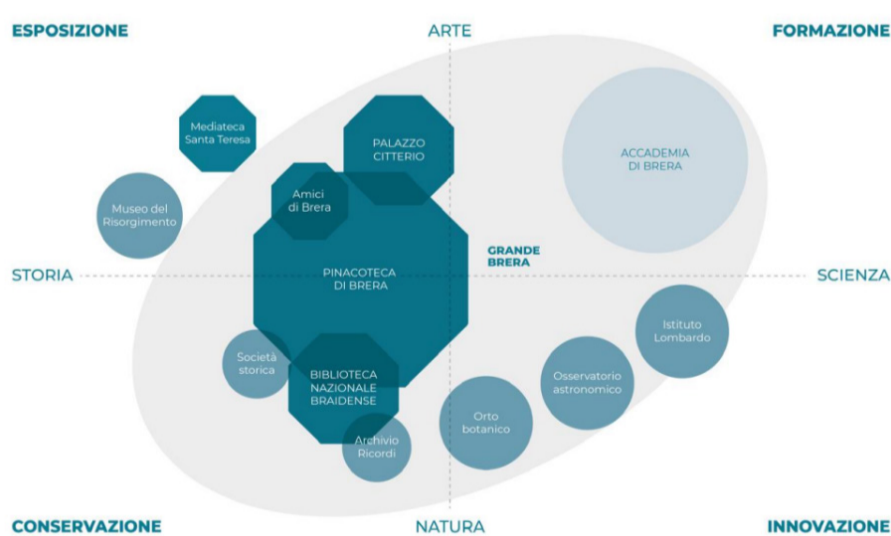 ESPOSIZIONE
ARTE
FORMAZIONE
Mediateca
Santa Teresa
PALAZZO
CITTERIO
ACCADEMIA
DI BRERA
Amici
di Brera
Museo del
Risorgimento
GRANDE
BRERA
STORIA
PINACOTECA
DI BRERA
SCIENZA
Istituto
Lombardo
Società
storica
BIBLIOTECA
NAZIONALE
BRAIDENSE
Osservatorio
astronomico
Orto
botanico
Archivio
Ricordi
CONSERVAZIONE
NATURA
INNOVAZIONE